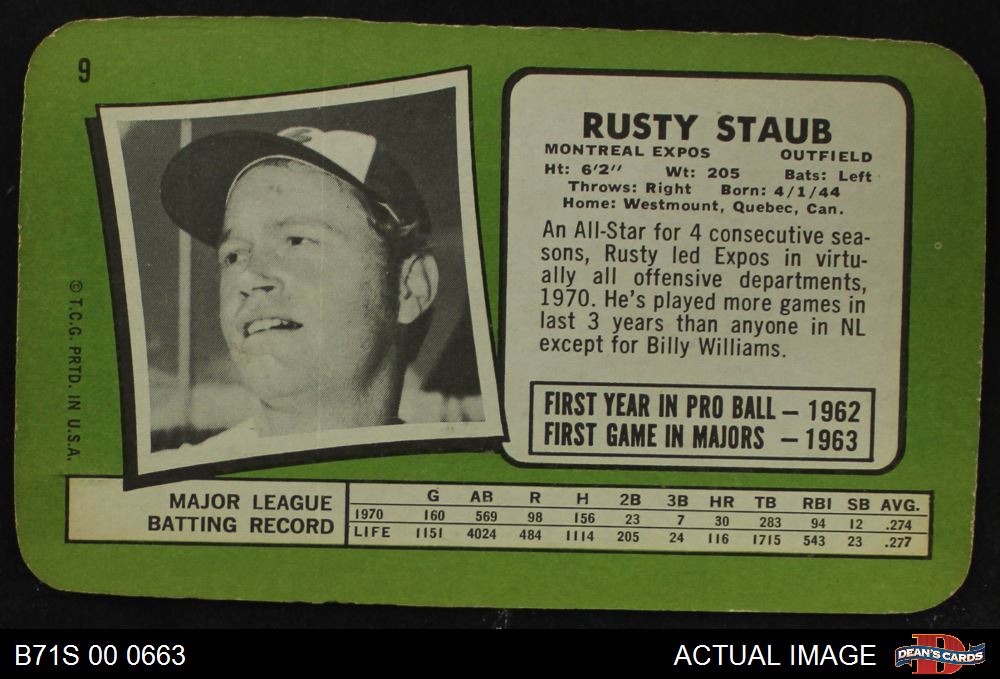 9
RUSTY STAUB
MONTREAL EXPOS OUTFIELD
Ht: 6'2" Wt: 205 Bats: Left
Throws: Right Born: 4/1/44
Home: Westmount, Quebec, Can.
An All-Star for 4 consecutive sea-
sons, Rusty led Expos in virtu-
ally all offensive departments,
1970. He's played more games in
last 3 years than anyone in NL
except for Billy Williams.
FIRST YEAR IN PRO BALL – 1962
FIRST GAME IN MAJORS – 1963
© T.C.G. PRTD. IN U.S.A.
MAJOR LEAGUE
BATTING RECORD
G AB R H 2B 3B HR TB RBI SB AVG.
1970 160 569 98 156 23 7 30 283 94 12 .274
LIFE 1151 4024 484 1114 205 24 116 1715 543 23 .277
B71S 00 0663 ACTUAL IMAGE
DEAN'S CARDS